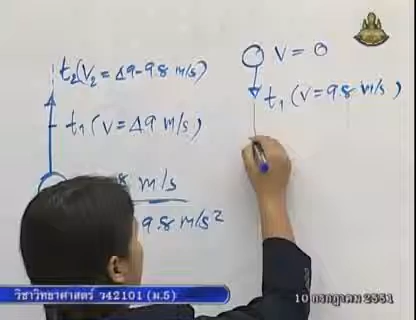 t₂ (V₂ = 49-9.8 m/s)
t₁ (V = 49 m/s)
8 m/s
9.8 m/s²
V = 0
t₁ (V = 9.8 m/s)
วิชาวิทยาศาสตร์ ว42101 (ม.5)
10 กรกฎาคม 2551